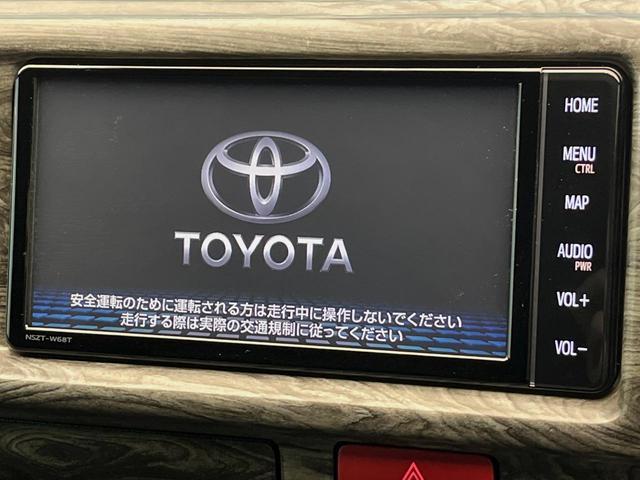 TOYOTA
安全運転のために運転される方は走行中に操作しないでください
走行する際は実際の交通規制に従ってください
NSZT-W68T
HOME
MENU
CTRL
MAP
AUDIO
PWR
VOL+
VOL-